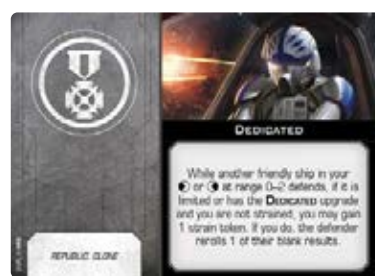 DEDICATED
While another friendly ship in your
or at range 0–2 defends, if it is
limited or has the DEDICATED upgrade
and you are not strained, you may gain
1 strain token. If you do, the defender
rerolls 1 of their blank results.
REPUBLIC CLONE